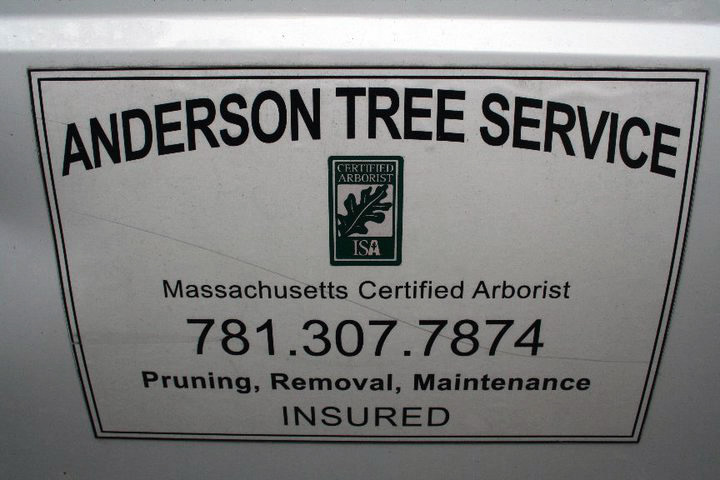 ANDERSON TREE SERVICE
CERTIFIED
ARBORIST
ISA
Massachusetts Certified Arborist
781.307.7874
Pruning, Removal, Maintenance
INSURED